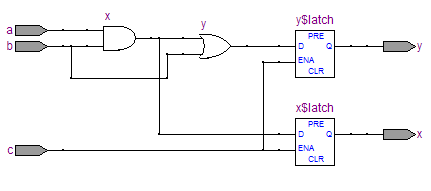 x y y$latch
a
b
PRE
D Q y
ENA
CLR
x$latch
PRE
D Q x
c ENA
CLR